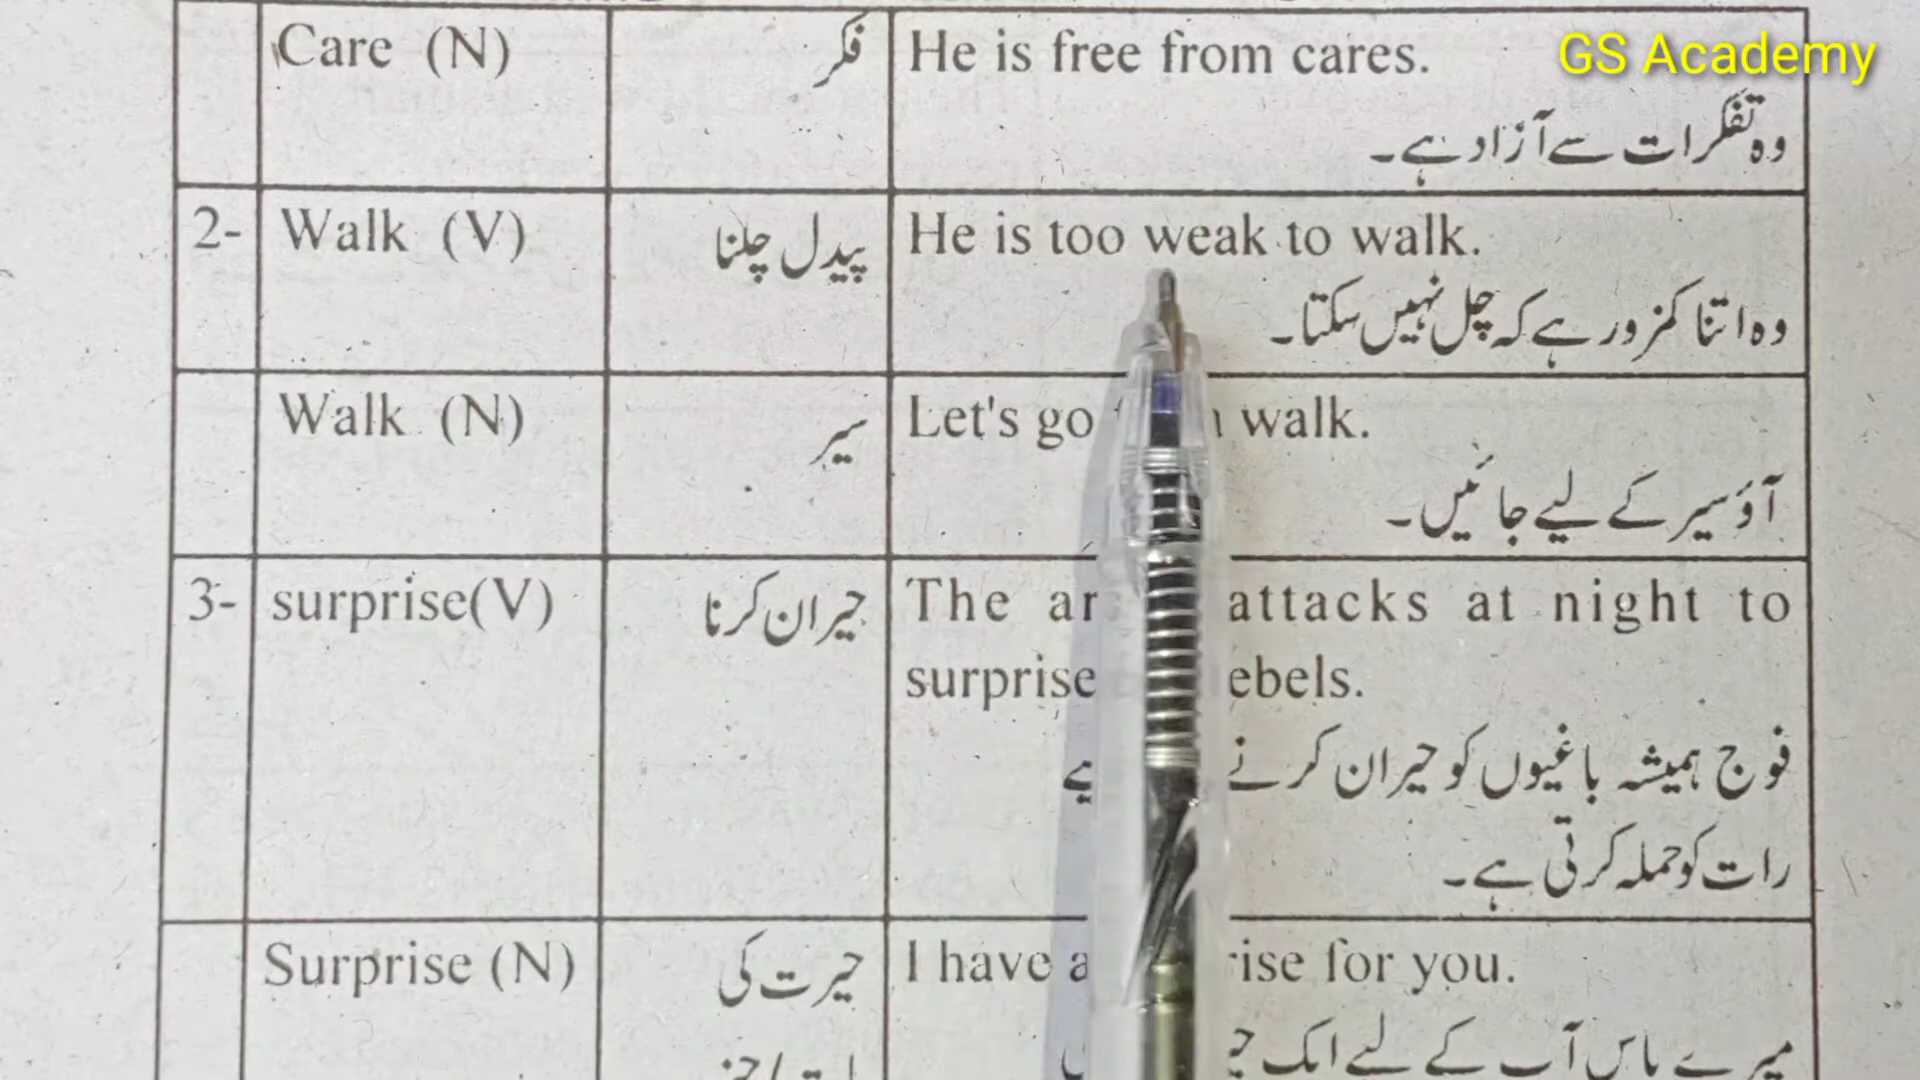 Care (N) فکر He is free from cares.
GS Academy
وہ تفکرات سے آزاد ہے۔
2- Walk (V) پیدل چلنا He is too weak to walk.
وہ اتنا کمزور ہے کہ چل نہیں سکتا۔
Walk (N) سیر Let's go walk.
آؤ سیر کے لیے جائیں۔
3- surprise(V) حیران کرنا The attacks at night to
surprise
فوج ہمیشہ باغیوں کو حیران کرنے
رات کو حملہ کرتی ہے۔
Surprise (N) حیرت کی I have a for you.
میرے پاس آپ کے لیے ایک